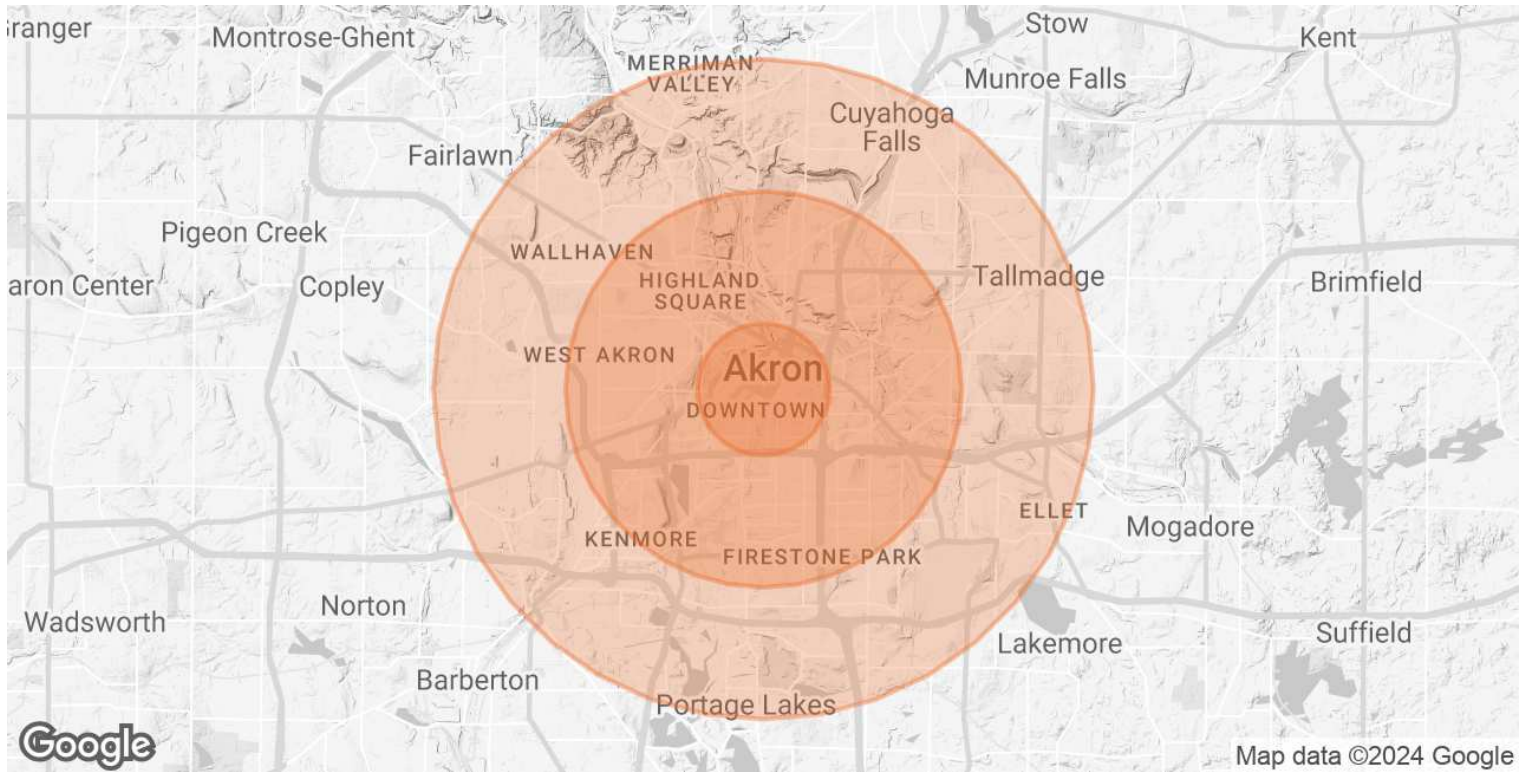 Granger
Montrose-Ghent
Stow
Kent
MERRIMAN
VALLEY
Munroe Falls
Cuyahoga
Falls
Fairlawn
Pigeon Creek
WALLHAVEN
HIGHLAND
SQUARE
Tallmadge
Brimfield
aron Center
Copley
WEST AKRON
Akron
DOWNTOWN
ELLET
Mogadore
KENMORE
FIRESTONE PARK
Norton
Wadsworth
Suffield
Lakemore
Barberton
Portage Lakes
Google
Map data ©2024 Google